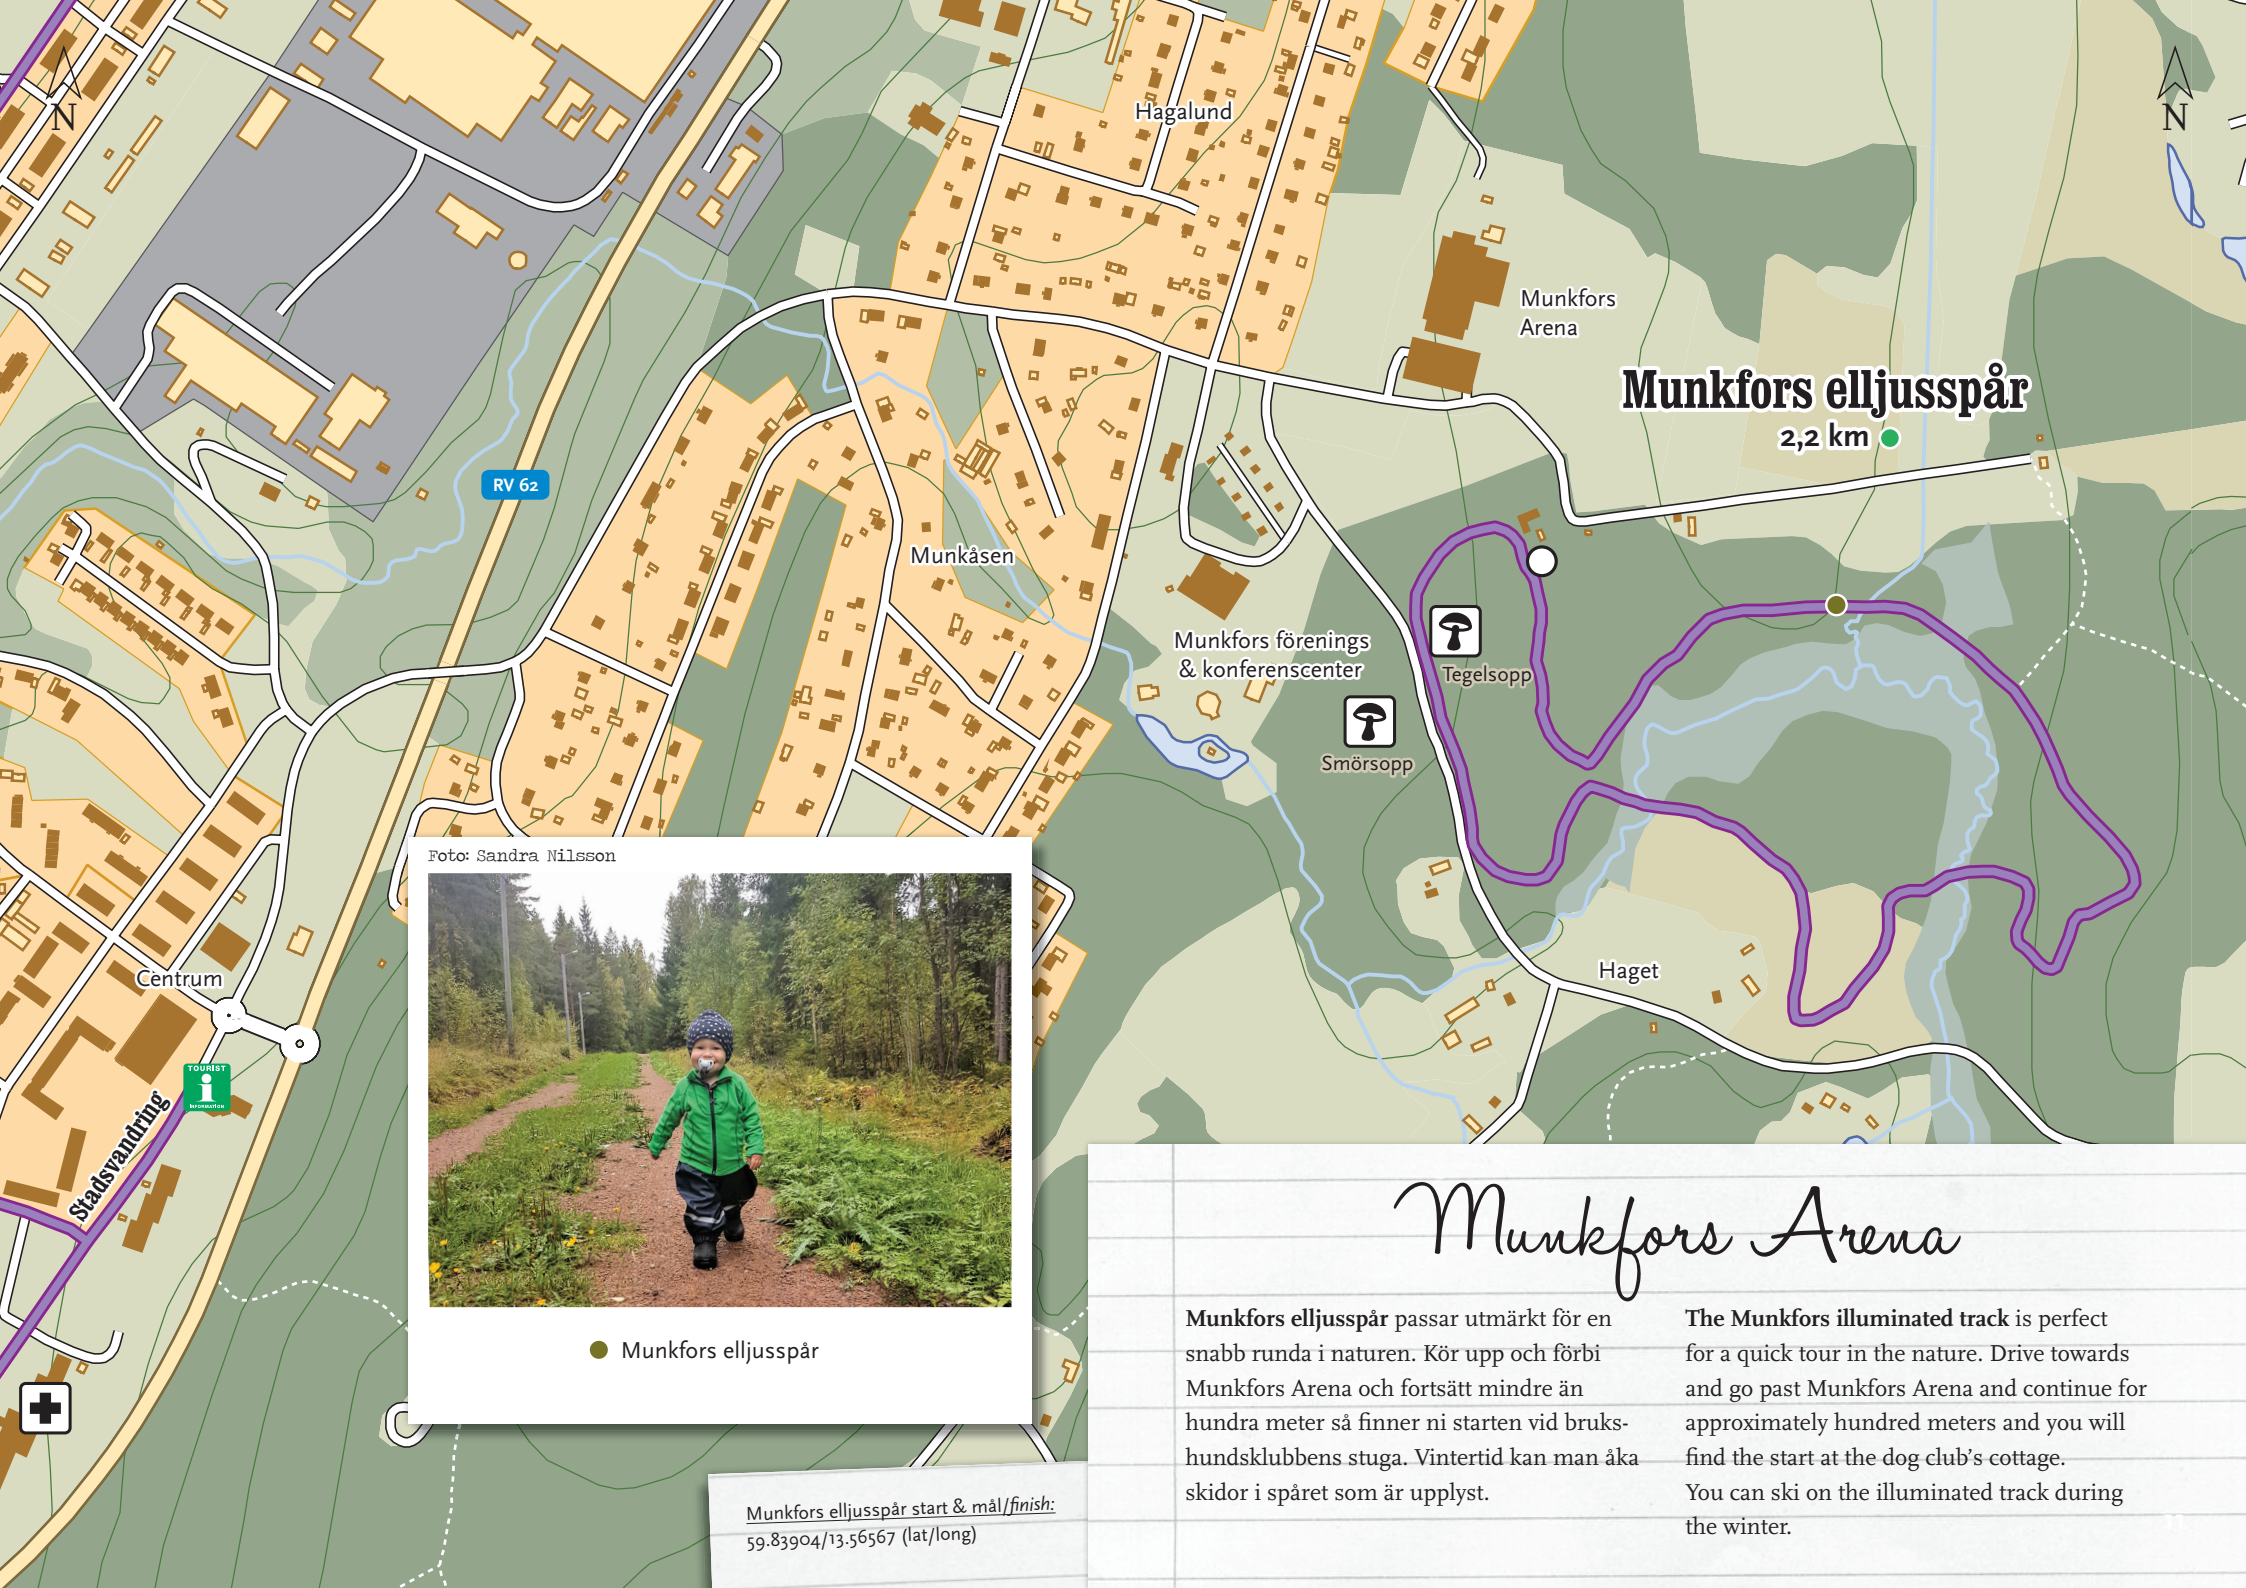 N
N
Hagalund
Munkfors
Arena
Munkfors elljusspår
2,2 km
RV 62
Munkåsen
Munkfors förenings
& konferenscenter
Tegelsopp
Smörsopp
Haget
Centrum
TOURIST
i
INFORMATION
Stadsvandring
Foto: Sandra Nilsson
Munkfors elljusspår
Munkfors elljusspår start & mål/finish:
59.83904/13.56567 (lat/long)
Munkfors Arena
Munkfors elljusspår passar utmärkt för en
snabb runda i naturen. Kör upp och förbi
Munkfors Arena och fortsätt mindre än
hundra meter så finner ni starten vid bruks-
hundsklubbens stuga. Vintertid kan man åka
skidor i spåret som är upplyst.
The Munkfors illuminated track is perfect
for a quick tour in the nature. Drive towards
and go past Munkfors Arena and continue for
approximately hundred meters and you will
find the start at the dog club's cottage.
You can ski on the illuminated track during
the winter.